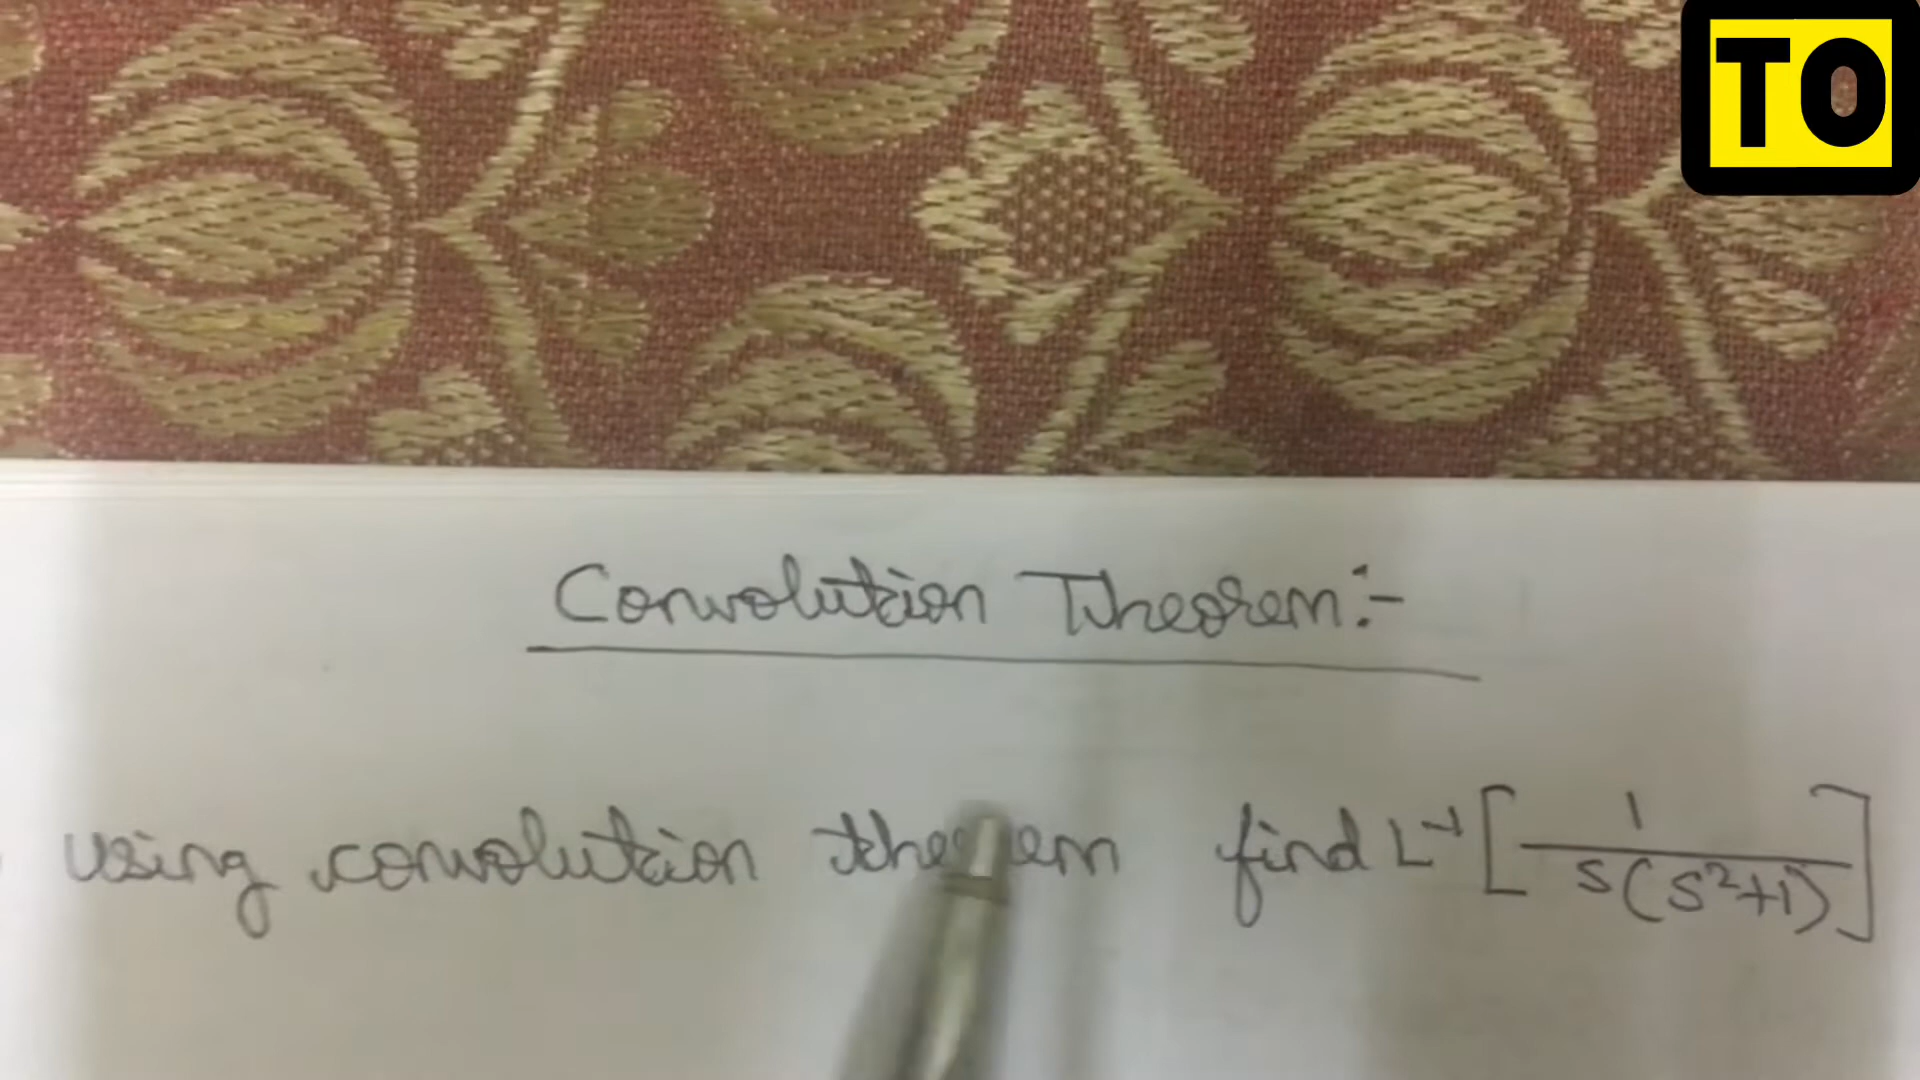 TO
Convolution Theorem:-
using convolution theorem find L⁻¹[1/s(s²+1)]